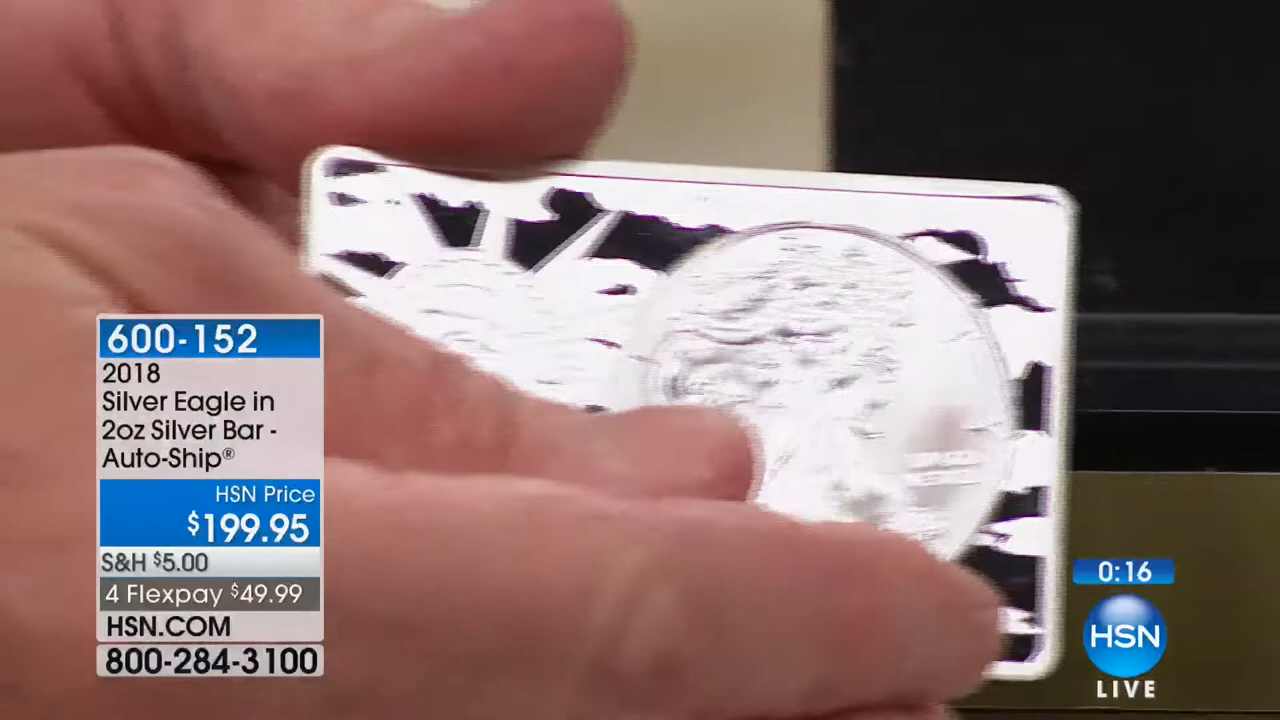 600-152
2018
Silver Eagle in
2oz Silver Bar -
Auto-Ship®
HSN Price
$199.95
S&H $5.00
4 Flexpay $49.99
HSN.COM
800-284-3100
0:16
HSN
LIVE